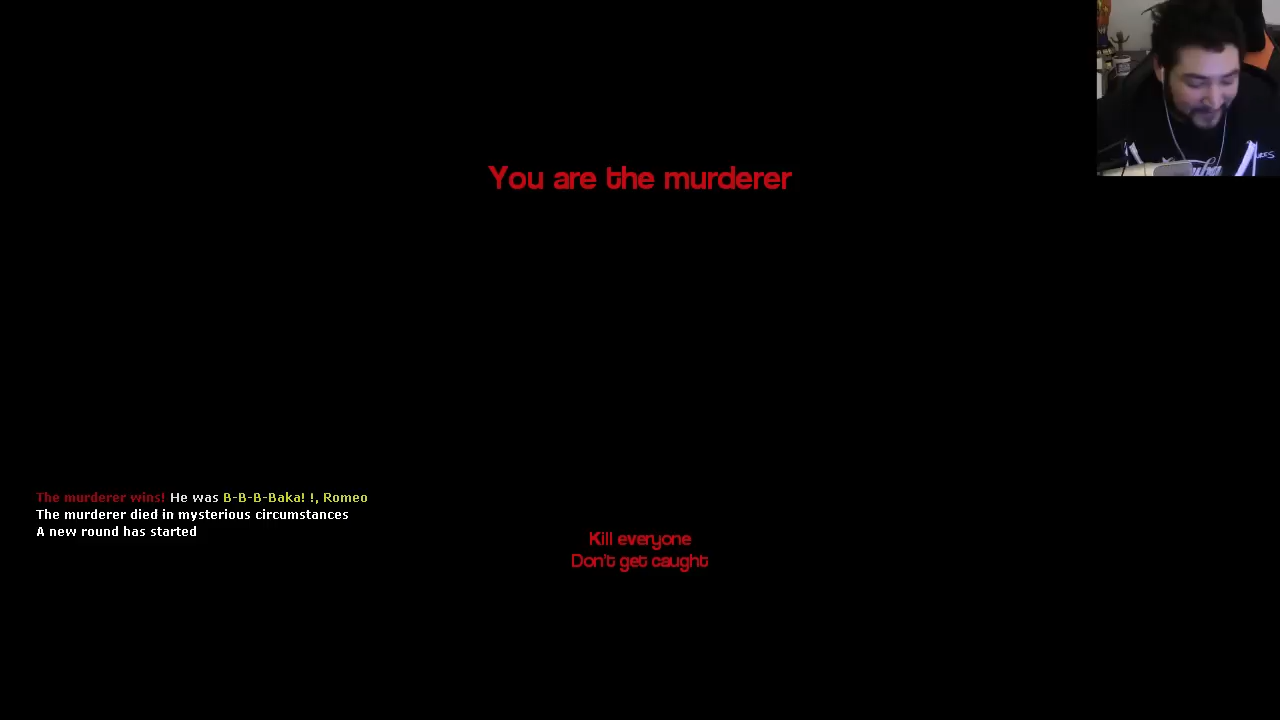 You are the murderer
The murderer wins! He was B-B-B-Baka! !, Romeo
The murderer died in mysterious circumstances
A new round has started
Kill everyone
Don't get caught